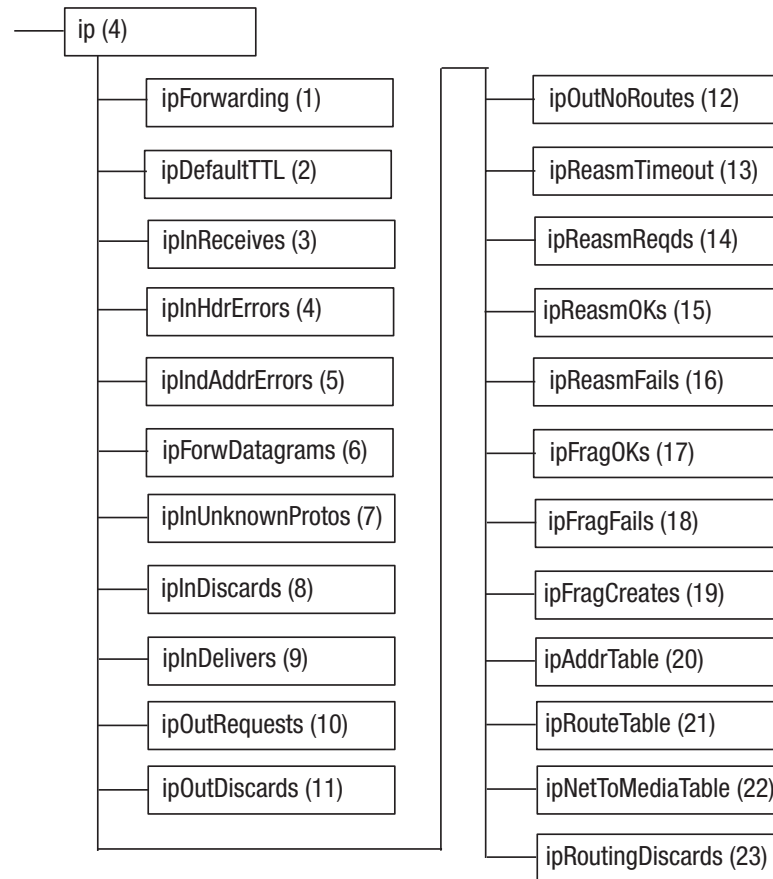 ip (4)
ipForwarding (1)
ipDefaultTTL (2)
ipInReceives (3)
ipInHdrErrors (4)
ipIndAddrErrors (5)
ipForwDatagrams (6)
ipInUnknownProtos (7)
ipInDiscards (8)
ipInDelivers (9)
ipOutRequests (10)
ipOutDiscards (11)
ipOutNoRoutes (12)
ipReasmTimeout (13)
ipReasmReqds (14)
ipReasmOKs (15)
ipReasmFails (16)
ipFragOKs (17)
ipFragFails (18)
ipFragCreates (19)
ipAddrTable (20)
ipRouteTable (21)
ipNetToMediaTable (22)
ipRoutingDiscards (23)